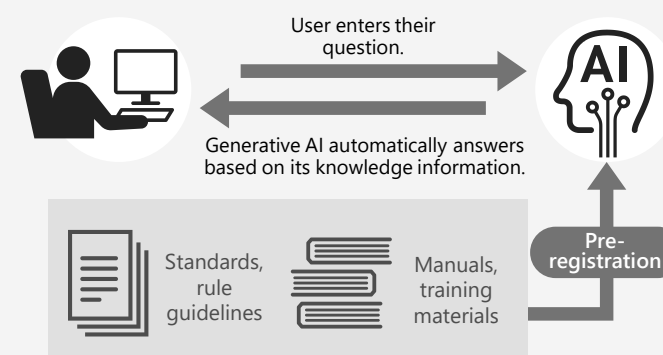 User enters their
question.
AI
Generative AI automatically answers
based on its knowledge information.
Pre-
registration
Standards,
rule
guidelines
Manuals,
training
materials